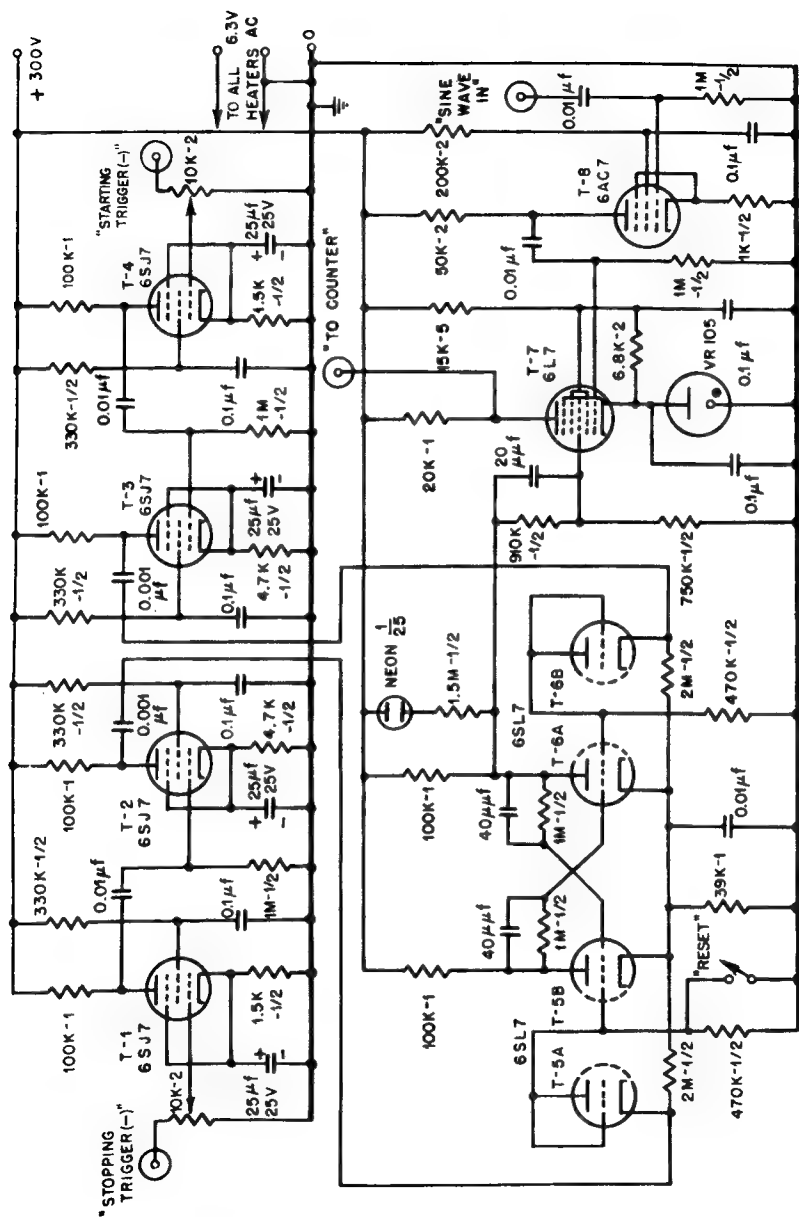 "STOPPING
TRIGGER(-)"
10K-2
25µf
25V
+
-
T-1
6SJ7
100K-1
1.5K
-1/2
330K-1/2
0.01µf
0.1µf
1M-1/2
T-2
6SJ7
100K-1
25µf
25V
+
-
330K
-1/2
0.001
µf
0.1µf
4.7K
-1/2
330K
-1/2
0.001
µf
0.1µf
100K-1
T-3
6SJ7
4.7K
-1/2
25µf
25V
+
-
330K-1/2
0.01µf
0.1µf
1M
-1/2
100K-1
T-4
6SJ7
1.5K
-1/2
25µf
25V
+
-
"STARTING
TRIGGER(-)"
10K-2
+300V
TO ALL
HEATERS
6.3V
AC
0
"TO COUNTER"
6SL7
T-5A
T-5B
100K-1
40µµf
1M-1/2
2M-1/2
470K-1/2
"RESET"
39K-1
0.01µf
100K-1
40µµf
1M-1/2
NEON 1/25
1.5M-1/2
6SL7
T-6A
T-6B
2M-1/2
470K-1/2
910K
-1/2
20
µµf
750K-1/2
20K-1
T-7
6L7
15K-5
6.8K-2
VR105
0.1µf
0.1µf
50K-2
0.01µf
1M
-1/2
200K-2
"SINE
WAVE
IN"
T-8
6AC7
1K-1/2
0.01µf
1M
-1/2
0.1µf